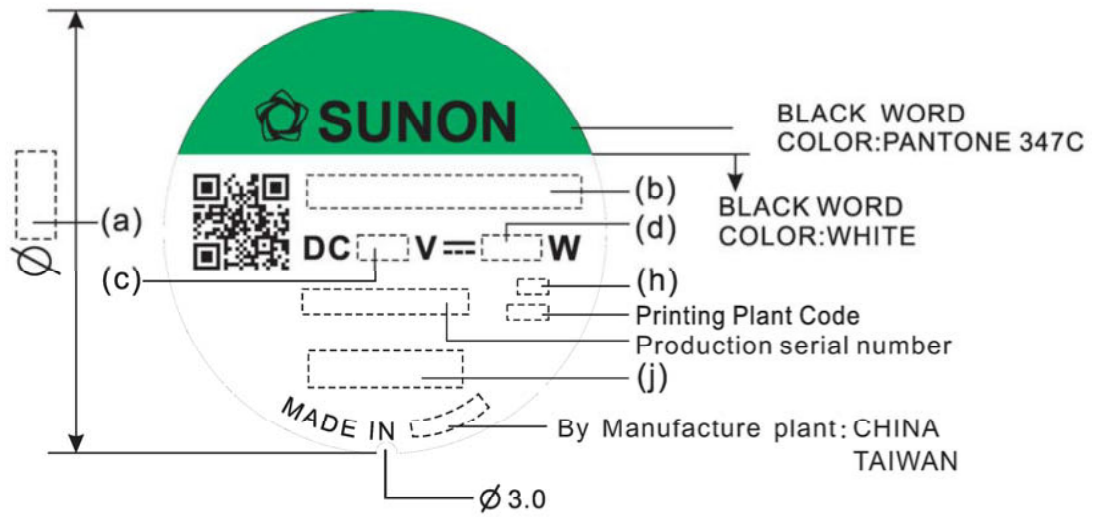 SUNON
BLACK WORD
COLOR:PANTONE 347C
(a)
Ø
(b)
BLACK WORD
COLOR:WHITE
DC V W
(d)
(c)
(h)
Printing Plant Code
Production serial number
(j)
MADE IN
By Manufacture plant: CHINA
TAIWAN
Ø 3.0